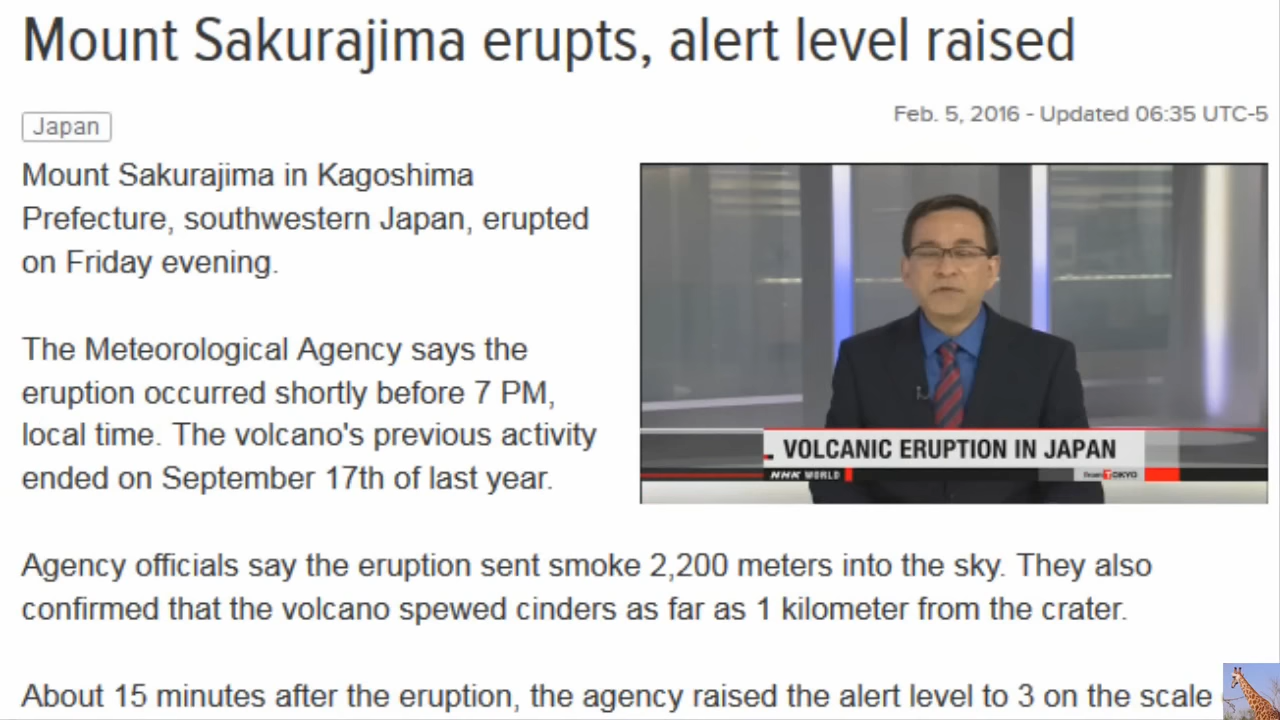 Mount Sakurajima erupts, alert level raised
Japan
Feb. 5, 2016 - Updated 06:35 UTC-5
Mount Sakurajima in Kagoshima
Prefecture, southwestern Japan, erupted
on Friday evening.
The Meteorological Agency says the
eruption occurred shortly before 7 PM,
local time. The volcano's previous activity
ended on September 17th of last year.
VOLCANIC ERUPTION IN JAPAN
NHK WORLD
from TOKYO
Agency officials say the eruption sent smoke 2,200 meters into the sky. They also
confirmed that the volcano spewed cinders as far as 1 kilometer from the crater.
About 15 minutes after the eruption, the agency raised the alert level to 3 on the scale